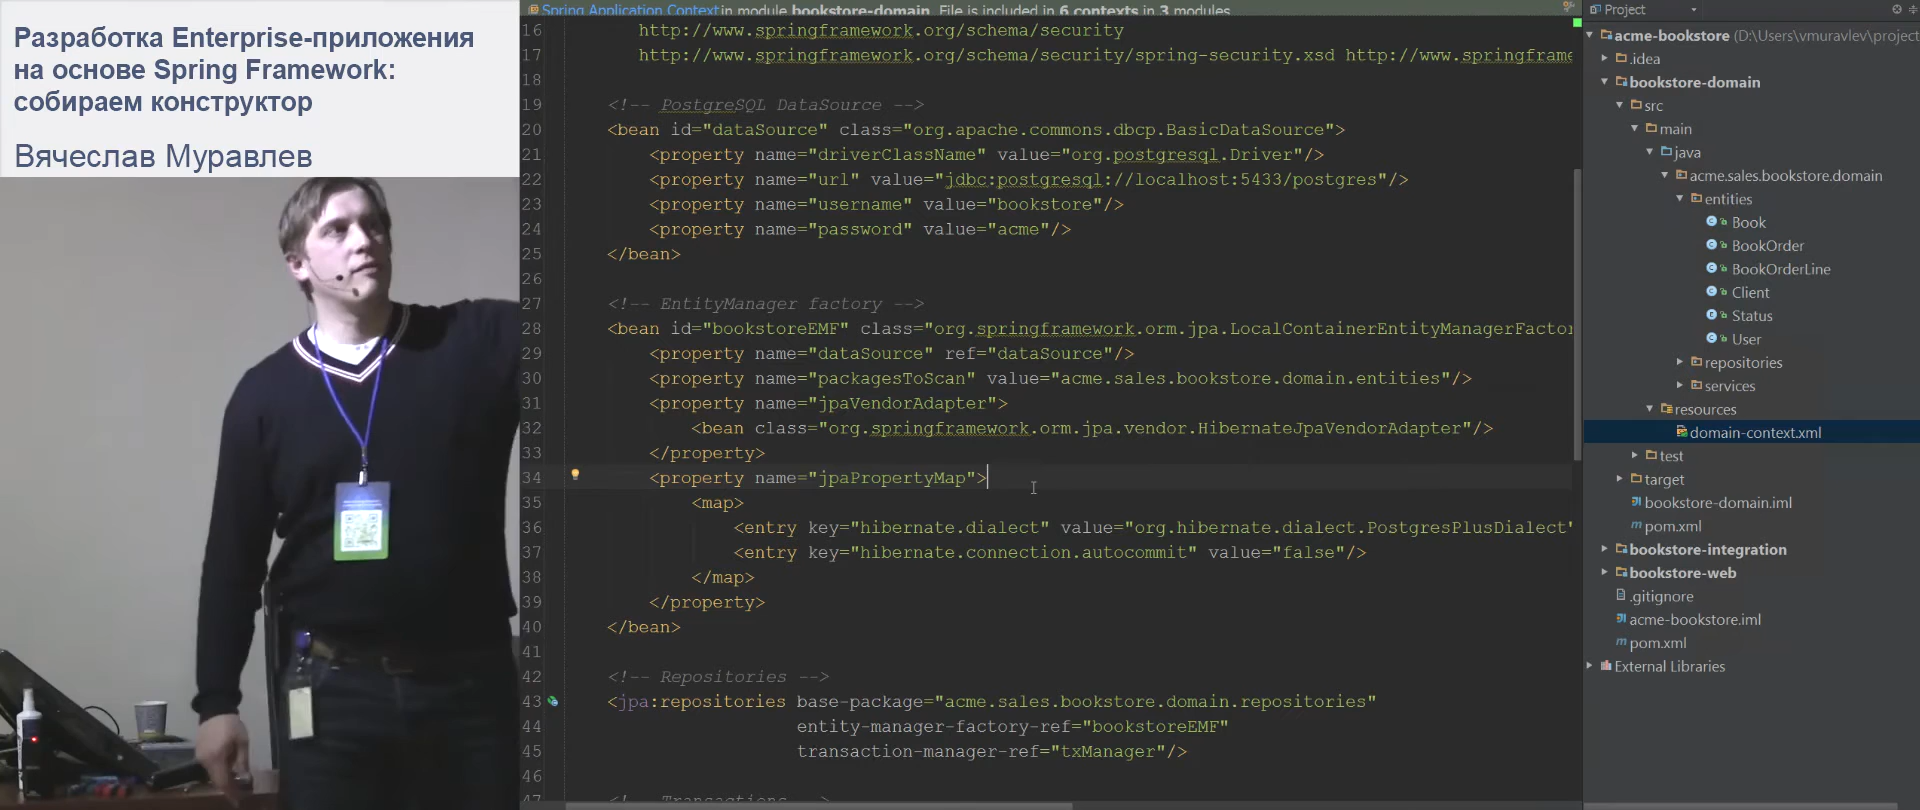 Разработка Enterprise-приложения
на основе Spring Framework:
собираем конструктор
Вячеслав Муравлев
Spring Application Context in module bookstore-domain. File is included in 6 contexts in 3 modules
16 http://www.springframework.org/schema/security
17 http://www.springframework.org/schema/security/spring-security.xsd http://www.springframe
18
19 <!-- PostgreSQL DataSource -->
20 <bean id="dataSource" class="org.apache.commons.dbcp.BasicDataSource">
21 <property name="driverClassName" value="org.postgresql.Driver"/>
22 <property name="url" value="jdbc:postgresql://localhost:5433/postgres"/>
23 <property name="username" value="bookstore"/>
24 <property name="password" value="acme"/>
25 </bean>
26
27 <!-- EntityManager factory -->
28 <bean id="bookstoreEMF" class="org.springframework.orm.jpa.LocalContainerEntityManagerFactor
29 <property name="dataSource" ref="dataSource"/>
30 <property name="packagesToScan" value="acme.sales.bookstore.domain.entities"/>
31 <property name="jpaVendorAdapter">
32 <bean class="org.springframework.orm.jpa.vendor.HibernateJpaVendorAdapter"/>
33 </property>
34 <property name="jpaPropertyMap">
35 <map>
36 <entry key="hibernate.dialect" value="org.hibernate.dialect.PostgresPlusDialect"
37 <entry key="hibernate.connection.autocommit" value="false"/>
38 </map>
39 </property>
40 </bean>
41
42 <!-- Repositories -->
43 <jpa:repositories base-package="acme.sales.bookstore.domain.repositories"
44 entity-manager-factory-ref="bookstoreEMF"
45 transaction-manager-ref="txManager"/>
46
47 <!-- Transactions -->
Project
acme-bookstore (D:\Users\vmuravlev\project
.idea
bookstore-domain
src
main
java
acme.sales.bookstore.domain
entities
Book
BookOrder
BookOrderLine
Client
Status
User
repositories
services
resources
domain-context.xml
test
target
bookstore-domain.iml
pom.xml
bookstore-integration
bookstore-web
.gitignore
acme-bookstore.iml
pom.xml
External Libraries